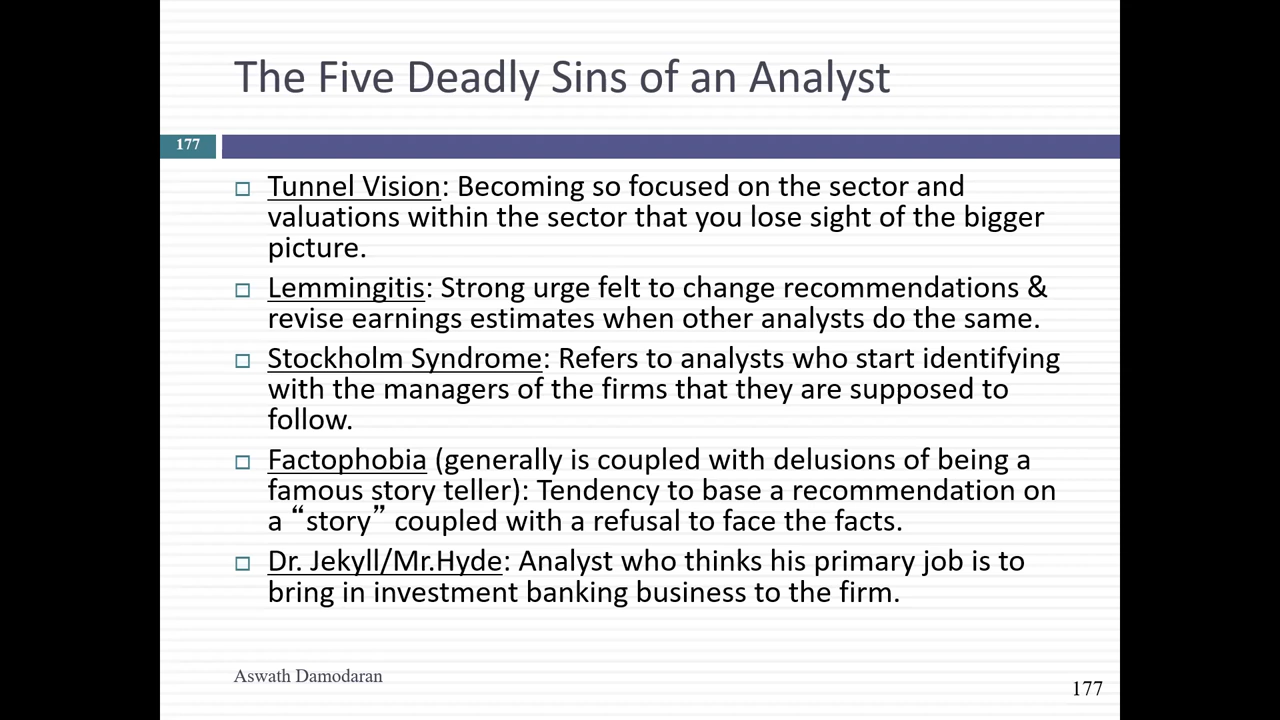 The Five Deadly Sins of an Analyst
177
Tunnel Vision: Becoming so focused on the sector and
valuations within the sector that you lose sight of the bigger
picture.
Lemmingitis: Strong urge felt to change recommendations &
revise earnings estimates when other analysts do the same.
Stockholm Syndrome: Refers to analysts who start identifying
with the managers of the firms that they are supposed to
follow.
Factophobia (generally is coupled with delusions of being a
famous story teller): Tendency to base a recommendation on
a “story” coupled with a refusal to face the facts.
Dr. Jekyll/Mr.Hyde: Analyst who thinks his primary job is to
bring in investment banking business to the firm.
Aswath Damodaran
177